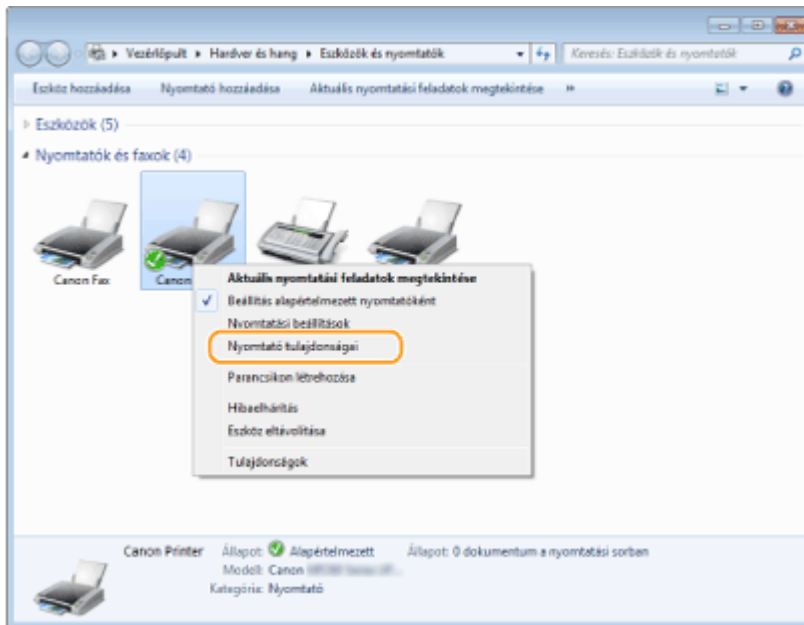 Vezérlőpult ▸ Hardver és hang ▸ Eszközök és nyomtatók
Keresés: Eszközök és nyomtatók
Eszköz hozzáadása Nyomtató hozzáadása Aktuális nyomtatási feladatok megtekintése »
Eszközök (5)
Nyomtatók és faxok (4)
Canon Fax
Canon
Aktuális nyomtatási feladatok megtekintése
Beállítás alapértelmezett nyomtatóként
Nyomtatási beállítások
Nyomtató tulajdonságai
Parancsikon létrehozása
Hibaelhárítás
Eszköz eltávolítása
Tulajdonságok
Canon Printer Állapot: Alapértelmezett Állapot: 0 dokumentum a nyomtatási sorban
Modell: Canon
Kategória: Nyomtató